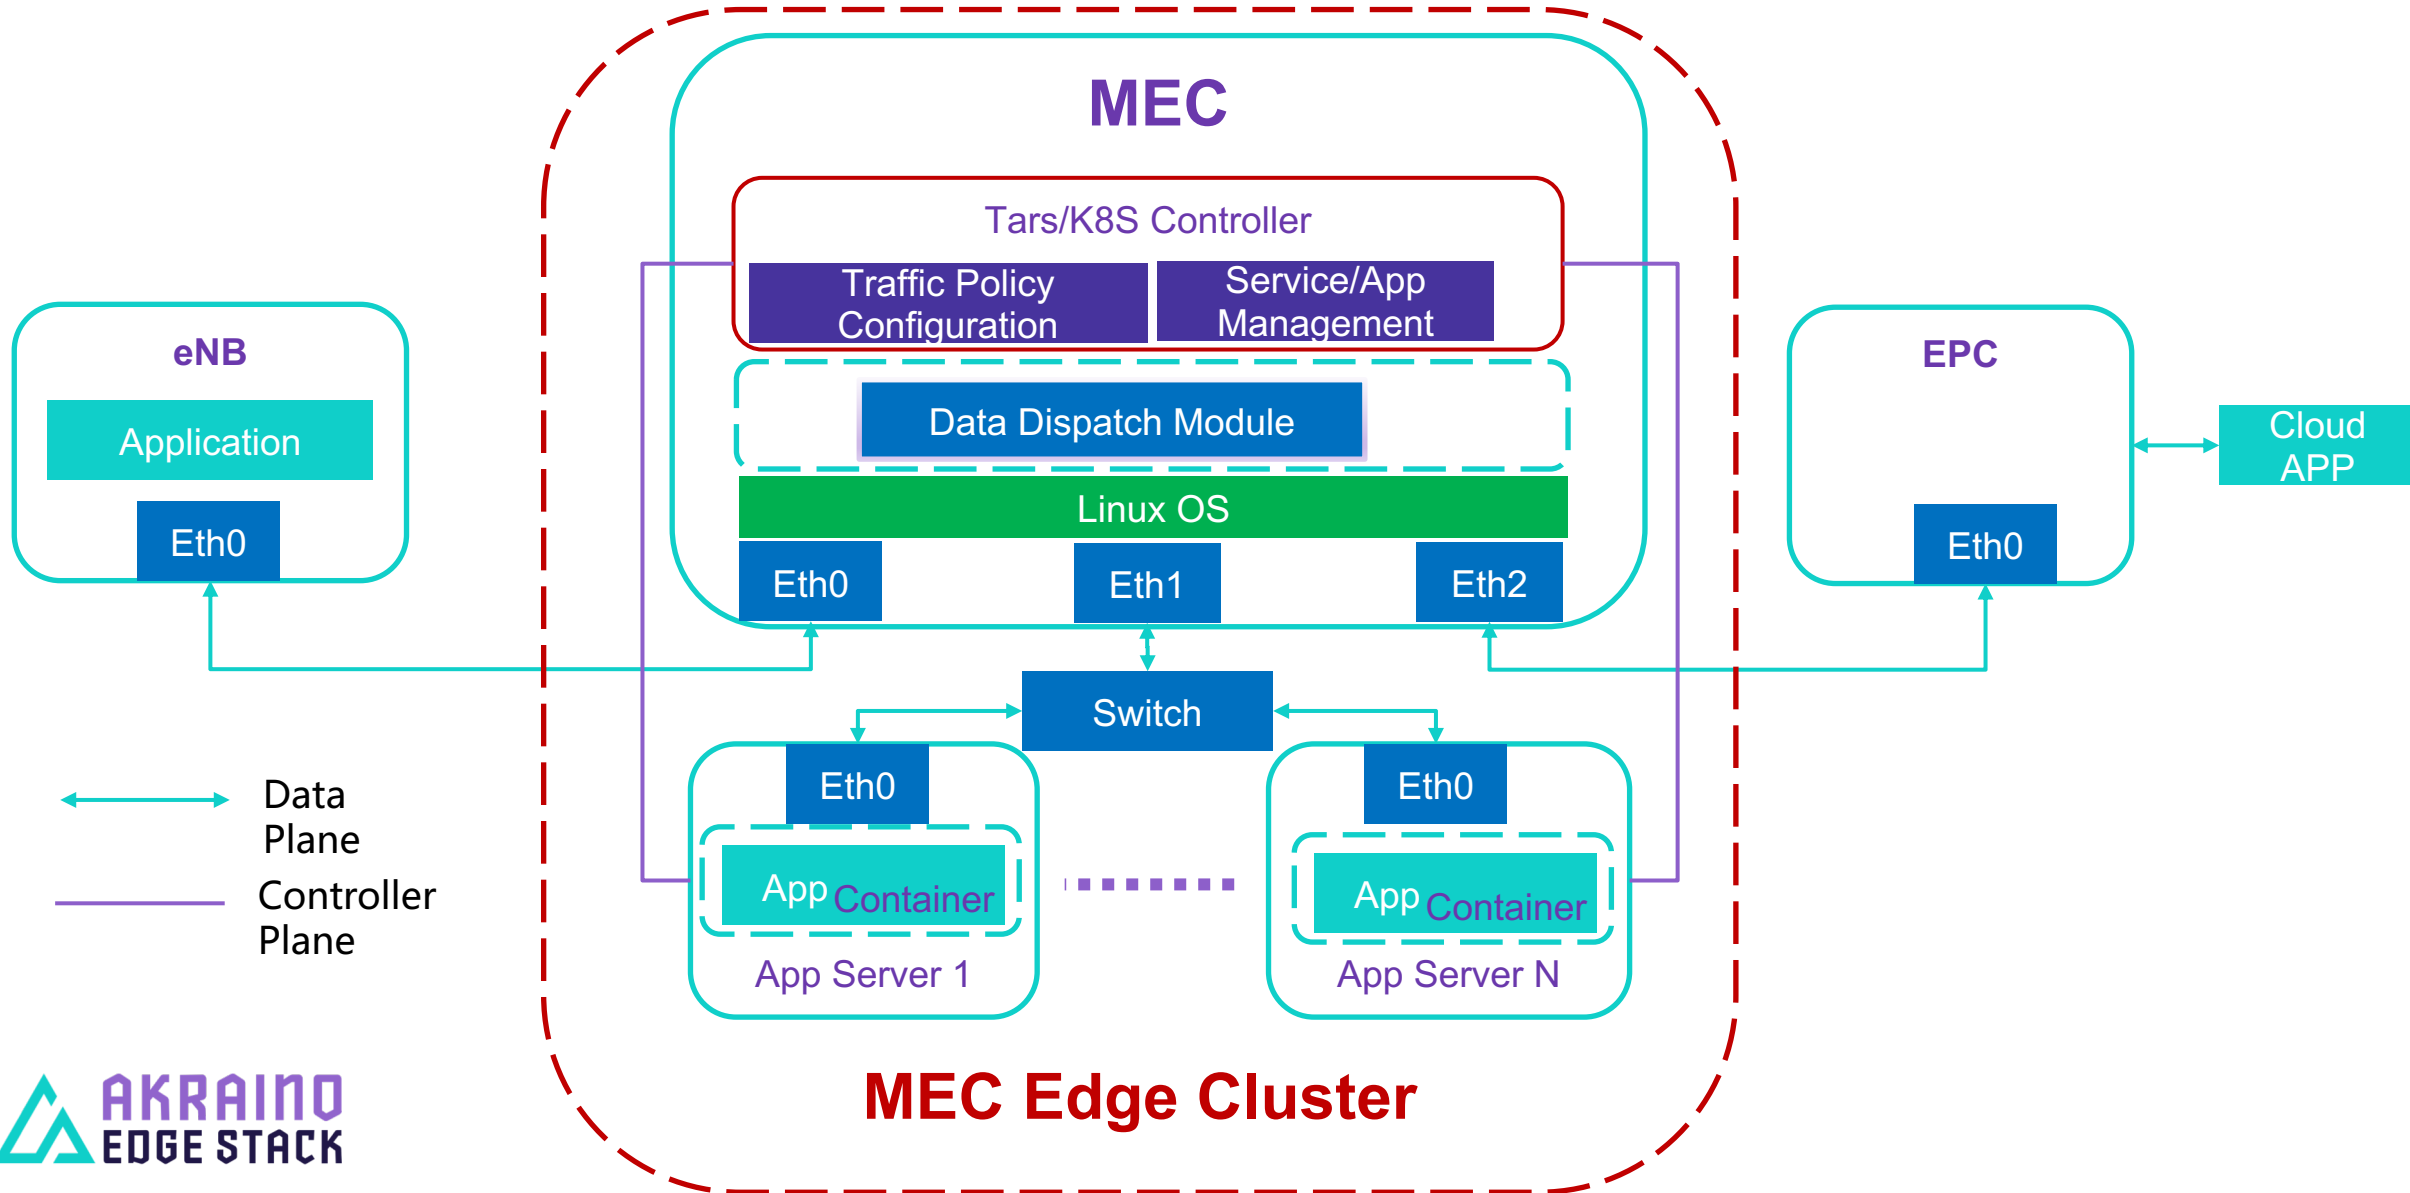 MEC
Tars/K8S Controller
Traffic Policy
Configuration
Service/App
Management
eNB
Application
Eth0
Data Dispatch Module
Linux OS
Eth0
Eth1
Eth2
EPC
Eth0
Cloud
APP
Switch
Eth0
App Container
App Server 1
Eth0
App Container
App Server N
Data
Plane
Controller
Plane
MEC Edge Cluster
AKRAINO
EDGE STACK